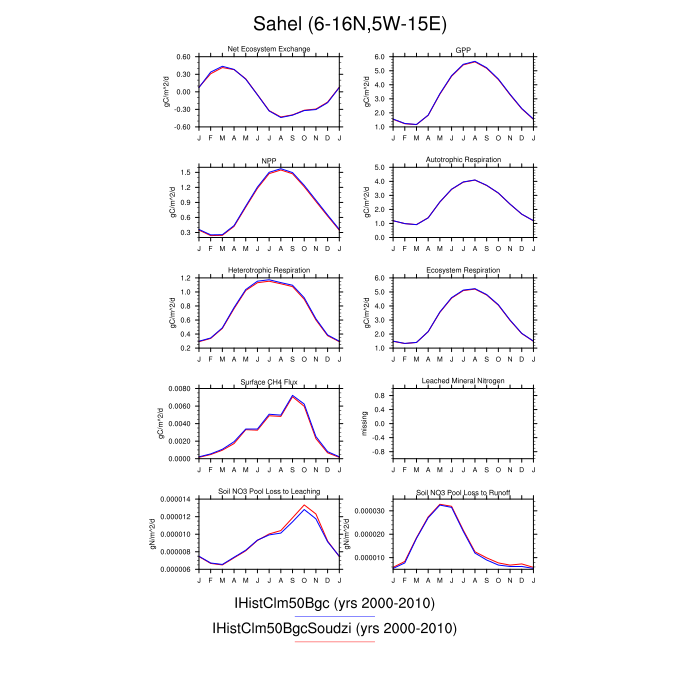 Sahel (6-16N,5W-15E)
Net Ecosystem Exchange
gC/m^2/d
0.60
0.30
0.00
-0.30
-0.60
J F M A M J J A S O N D J
GPP
gC/m^2/d
6.0
5.0
4.0
3.0
2.0
1.0
J F M A M J J A S O N D J
NPP
gC/m^2/d
1.5
1.2
0.9
0.6
0.3
J F M A M J J A S O N D J
Autotrophic Respiration
gC/m^2/d
5.0
4.0
3.0
2.0
1.0
0.0
J F M A M J J A S O N D J
Heterotrophic Respiration
gC/m^2/d
1.2
1.0
0.8
0.6
0.4
0.2
J F M A M J J A S O N D J
Ecosystem Respiration
gC/m^2/d
6.0
5.0
4.0
3.0
2.0
1.0
J F M A M J J A S O N D J
Surface CH4 Flux
gC/m^2/d
0.0080
0.0060
0.0040
0.0020
0.0000
J F M A M J J A S O N D J
Leached Mineral Nitrogen
missing
0.8
0.4
0.0
-0.4
-0.8
J F M A M J J A S O N D J
Soil NO3 Pool Loss to Leaching
gN/m^2/d
0.000014
0.000012
0.000010
0.000008
0.000006
J F M A M J J A S O N D J
Soil NO3 Pool Loss to Runoff
gN/m^2/d
0.000030
0.000020
0.000010
J F M A M J J A S O N D J
IHistClm50Bgc (yrs 2000-2010)
IHistClm50BgcSoudzi (yrs 2000-2010)